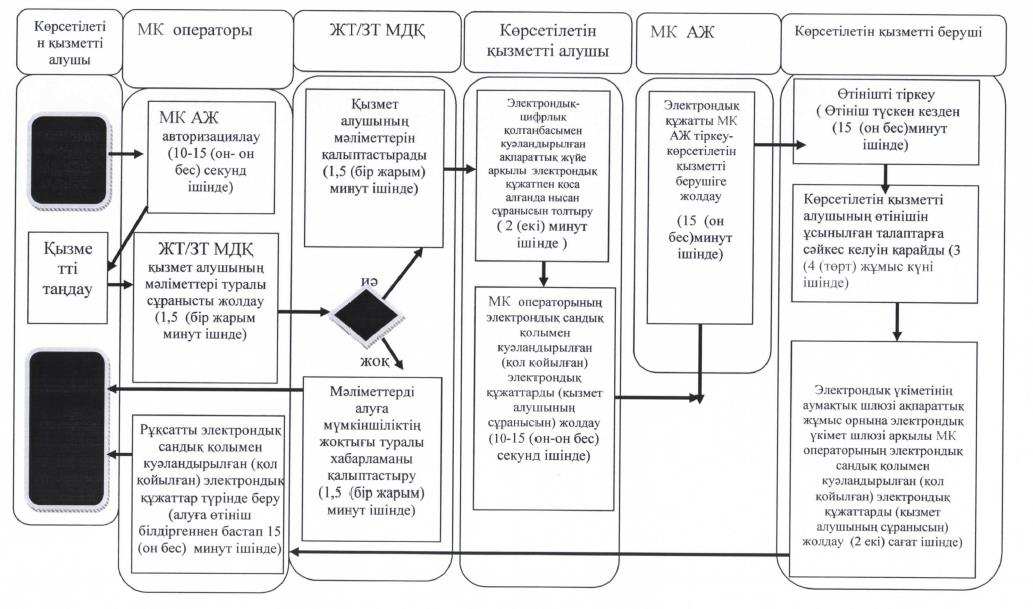 Көрсетілеті
н қызметті
алушы
МК операторы
ЖТ/ЗТ МДҚ
Көрсетілетін
қызметті алушы
МК АЖ
Көрсетілетін қызметті беруші
МК АЖ
авторизациялау
(10-15 (он- он
бес) секунд
ішінде)
Қызме
тті
таңдау
ЖТ/ЗТ МДҚ
қызмет алушының
мәліметтері туралы
сұранысты жолдау
(1,5 (бір жарым
минут ішнде)
Қызмет
алушының
мәліметтерін
қалыптастырады
(1,5 (бір жарым)
минут ішінде)
иә
жоқ
Мәліметтерді
алуға
мүмкіншіліктің
жоқтығы туралы
хабарламаны
қалыптастыру
(1,5 (бір жарым)
минут ішінде)
Рұқсатты электрондық
сандық қолымен
куәландырылған (қол
қойылған) электрондық
құжаттар түрінде беру
(алуға өтініш
білдіргеннен бастап 15
(он бес) минут ішінде)
Электрондық-
цифрлық
қолтаңбасымен
куәландырылған
ақпараттық жүйе
арқылы электрондық
құжатпен қоса
алғанда нысан
сұранысын толтыру
( 2 (екі) минут
ішінде )
МК операторының
электрондық сандық
қолымен
куәландырылған
(қол қойылған)
электрондық
құжаттарды (қызмет
алушының
сұранысын) жолдау
(10-15 (он-он бес)
секунд ішінде)
Электрондық
құжатты МК
АЖ тіркеу-
көрсетілетін
қызметті
берушіге
жолдау
(15 (он
бес)минут
ішінде)
Өтінішті тіркеу
( Өтініш түскен кезден
(15 (он бес)минут
ішінде)
Көрсетілетін қызметті
алушының өтінішін
ұсынылған талаптарға
сәйкес келуін қарайды (3
(4 (төрт) жұмыс күні
ішінде)
Электрондық үкіметінің
аумақтық шлюзі ақпараттық
жұмыс орнына электрондық
үкімет шлюзі арқылы МК
операторының электрондық
сандық қолымен
куәландырылған (қол
қойылған) электрондық
құжаттарды (қызмет
алушының сұранысын)
жолдау (2 екі) сағат ішінде)